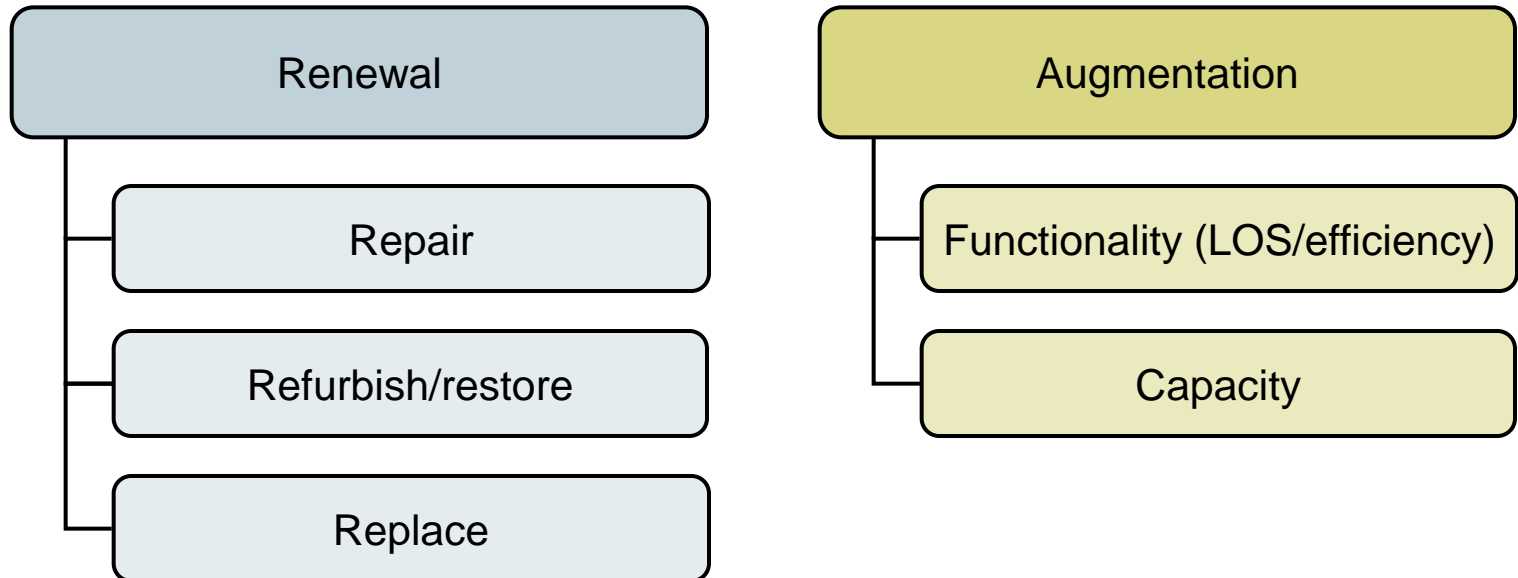 Renewal
Repair
Refurbish/restore
Replace
Augmentation
Functionality (LOS/efficiency)
Capacity